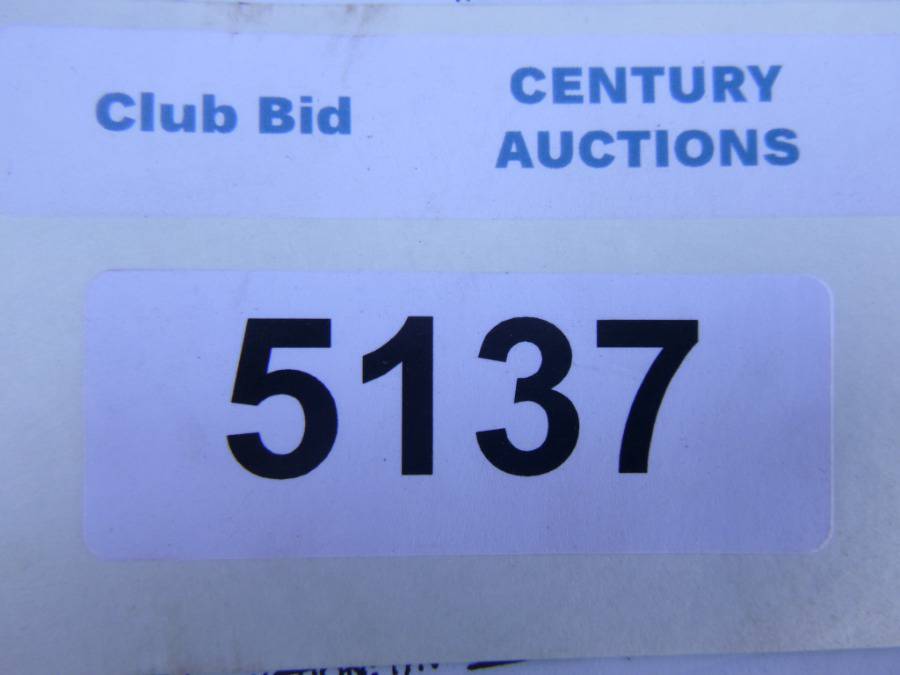 Club Bid
CENTURY
AUCTIONS
5137